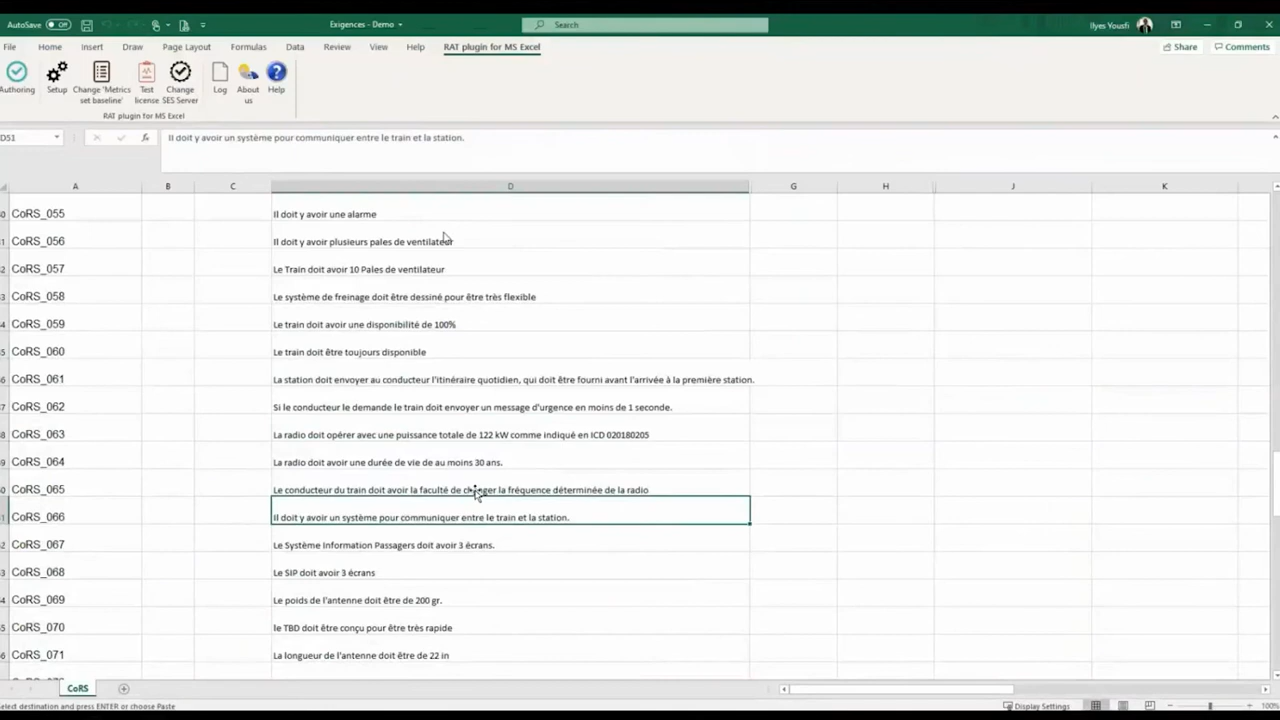 AutoSave Off Exigences - Demo Search Ilyes Yousfi
File Home Insert Draw Page Layout Formulas Data Review View Help RAT plugin for MS Excel Share Comments
Authoring Setup Change 'Metrics Test Change Log About Help
set baseline' license SES Server us
RAT plugin for MS Excel
D51 fx Il doit y avoir un système pour communiquer entre le train et la station.
A B C D G H J K
CoRS_055 Il doit y avoir une alarme
CoRS_056 Il doit y avoir plusieurs pales de ventilateur
CoRS_057 Le Train doit avoir 10 Pales de ventilateur
CoRS_058 Le système de freinage doit être dessiné pour être très flexible
CoRS_059 Le train doit avoir une disponibilité de 100%
CoRS_060 Le train doit être toujours disponible
CoRS_061 La station doit envoyer au conducteur l'itinéraire quotidien, qui doit être fourni avant l'arrivée à la première station.
CoRS_062 Si le conducteur le demande le train doit envoyer un message d'urgence en moins de 1 seconde.
CoRS_063 La radio doit opérer avec une puissance totale de 122 kW comme indiqué en ICD 020180205
CoRS_064 La radio doit avoir une durée de vie de au moins 30 ans.
CoRS_065 Le conducteur du train doit avoir la faculté de changer la fréquence déterminée de la radio
CoRS_066 Il doit y avoir un système pour communiquer entre le train et la station.
CoRS_067 Le Système Information Passagers doit avoir 3 écrans.
CoRS_068 Le SIP doit avoir 3 écrans
CoRS_069 Le poids de l'antenne doit être de 200 gr.
CoRS_070 le TBD doit être conçu pour être très rapide
CoRS_071 La longueur de l'antenne doit être de 22 in
CoRS
Select destination and press ENTER or choose Paste Display Settings 100%